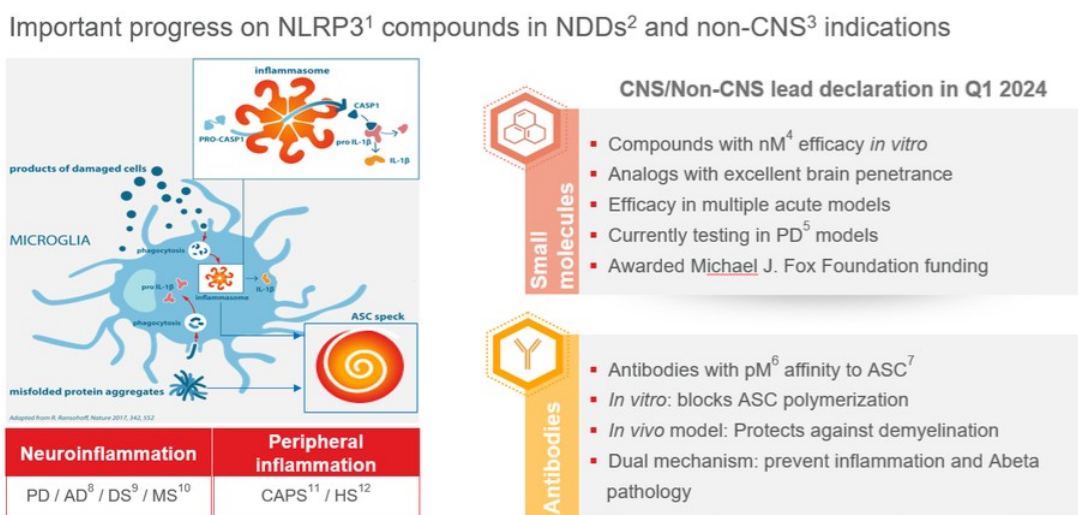 Important progress on NLRP3¹ compounds in NDDs² and non-CNS³ indications
inflammasome
CASP1
PRO-CASP1
pro IL-1β
IL-1β
products of damaged cells
MICROGLIA
phagocytosis
pro IL-1β
inflammasome
IL-1β
phagocytosis
ASC speck
misfolded protein aggregates
Adapted from R. Ransohoff, Nature 2017, 342, 552
Neuroinflammation
Peripheral
inflammation
PD / AD⁸ / DS⁹ / MS¹⁰
CAPS¹¹ / HS¹²
CNS/Non-CNS lead declaration in Q1 2024
Small
molecules
▪ Compounds with nM⁴ efficacy in vitro
▪ Analogs with excellent brain penetrance
▪ Efficacy in multiple acute models
▪ Currently testing in PD⁵ models
▪ Awarded Michael J. Fox Foundation funding
Antibodies
▪ Antibodies with pM⁶ affinity to ASC⁷
▪ In vitro: blocks ASC polymerization
▪ In vivo model: Protects against demyelination
▪ Dual mechanism: prevent inflammation and Abeta
pathology